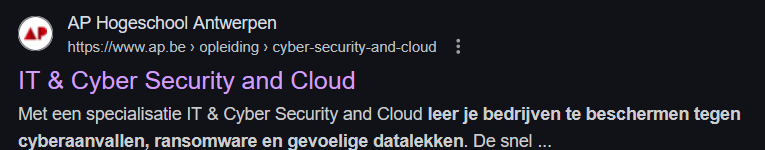 AP
AP Hogeschool Antwerpen
https://www.ap.be › opleiding › cyber-security-and-cloud
IT & Cyber Security and Cloud
Met een specialisatie IT & Cyber Security and Cloud leer je bedrijven te beschermen tegen
cyberaanvallen, ransomware en gevoelige datalekken. De snel ...